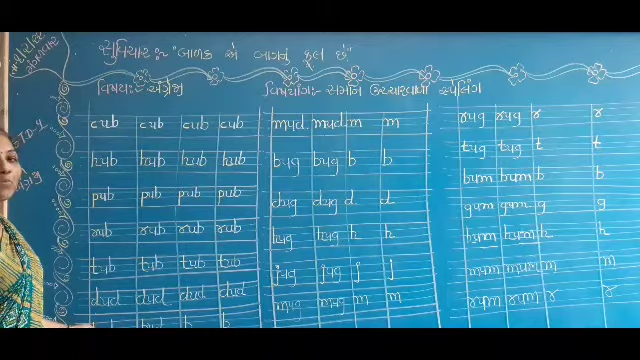 સુવિચાર :- "બાળક એ બાગનું ફૂલ છે"
વિષય :- અંગ્રેજી
વિષયાંગ :- સમાન ઉચ્ચારવાળા સ્પેલિંગ
STD-4
cub cub cub cub
hub hub hub hub
pub pub pub pub
rub rub rub rub
tub tub tub tub
dud dud dud dud
mud mud m m
bug bug b b
dug dug d d
hug hug h h
jug jug j j
mug mug m m
rug rug r r
tug tug t t
bum bum b b
gum gum g g
hum hum h h
mum mum m m
rum rum r r